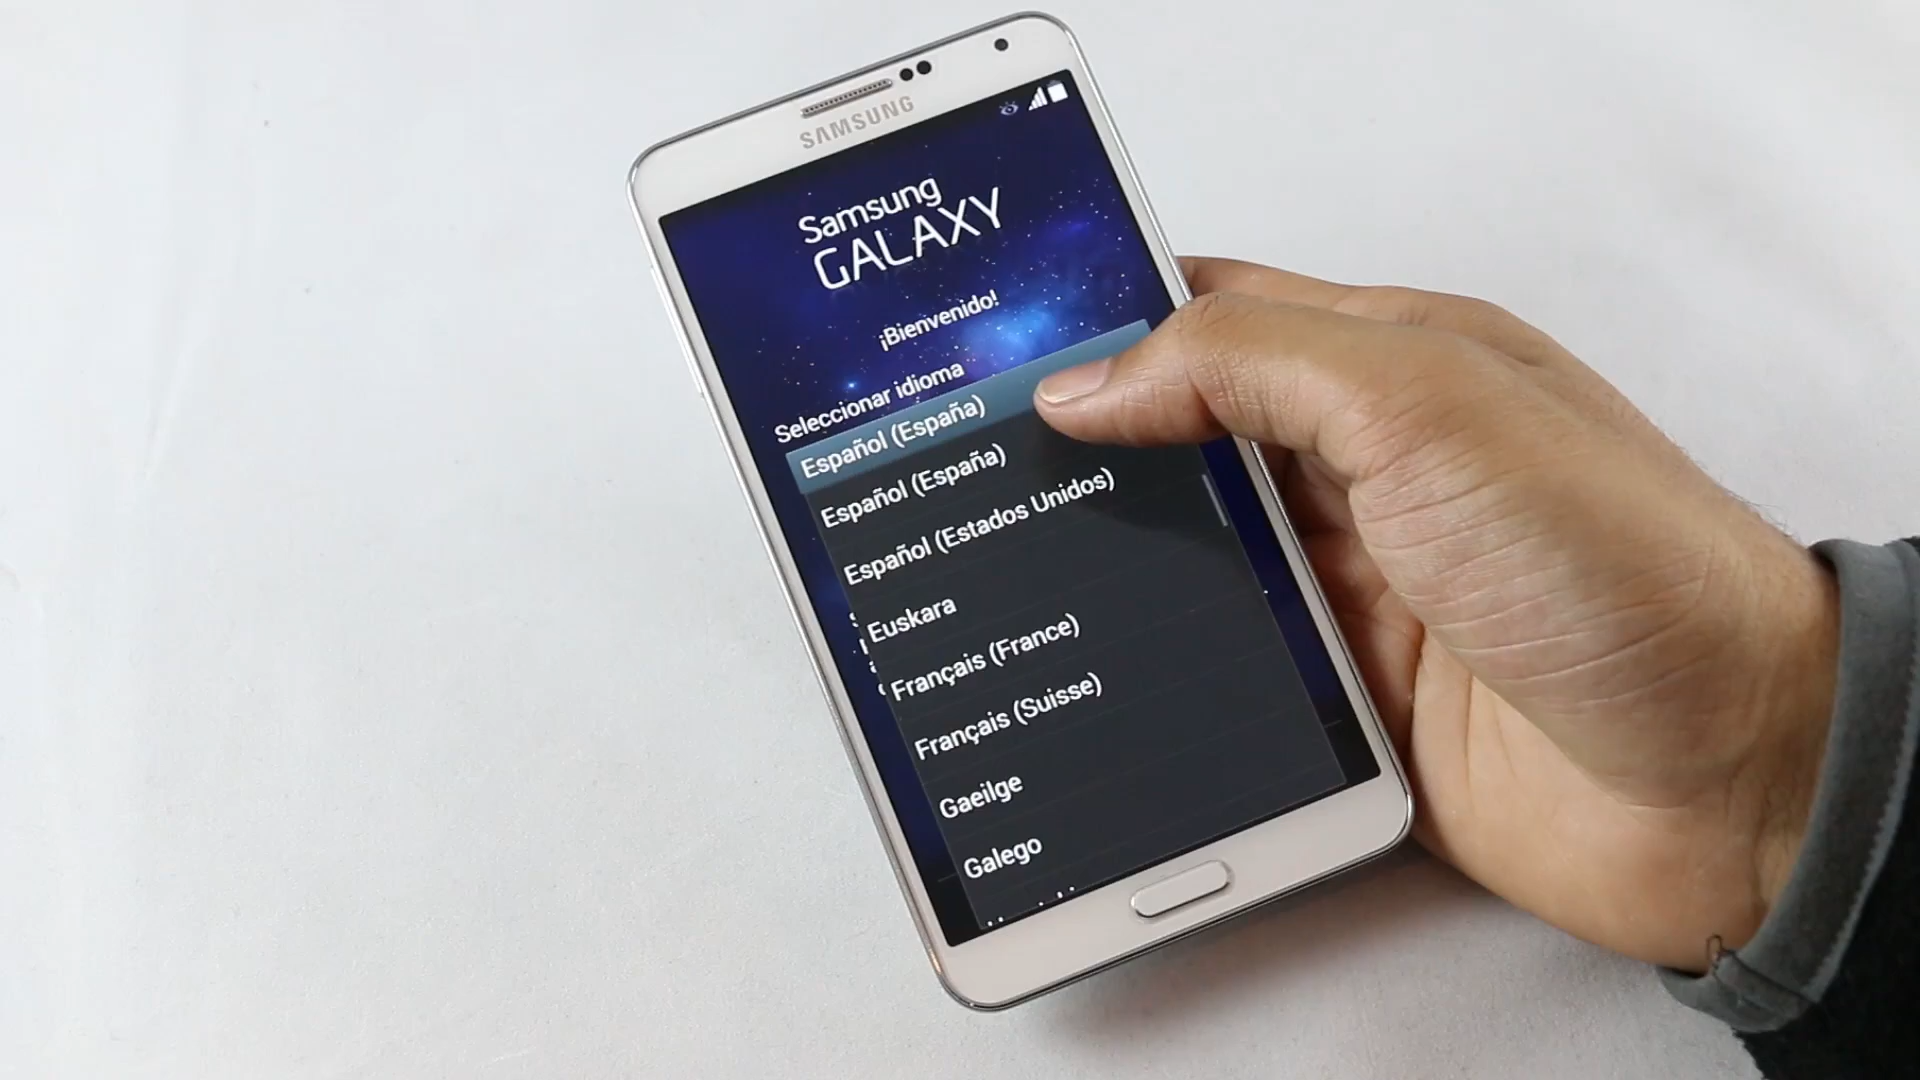 SAMSUNG
Samsung
GALAXY
¡Bienvenido!
Seleccionar idioma
Español (España)
Español (España)
Español (Estados Unidos)
Euskara
Français (France)
Français (Suisse)
Gaeilge
Galego